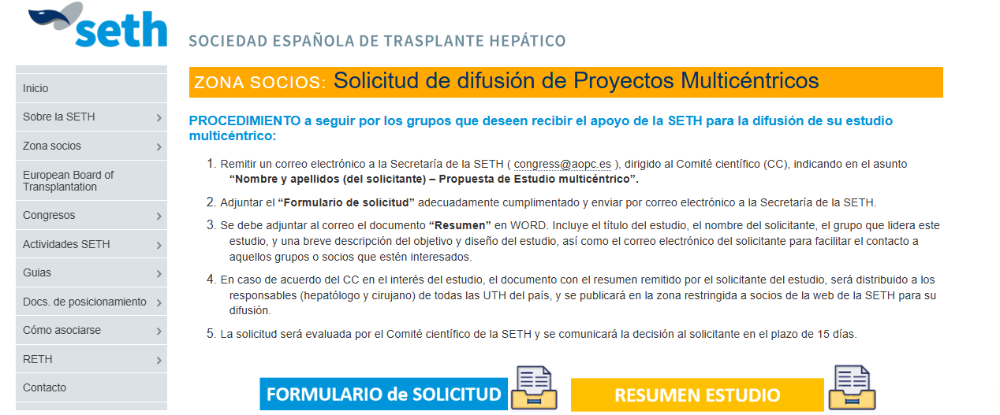 seth
SOCIEDAD ESPAÑOLA DE TRASPLANTE HEPÁTICO
Inicio
Sobre la SETH
Zona socios
European Board of
Transplantation
Congresos
Actividades SETH
Guias
Docs. de posicionamiento
Cómo asociarse
RETH
Contacto
ZONA SOCIOS: Solicitud de difusión de Proyectos Multicéntricos
PROCEDIMIENTO a seguir por los grupos que deseen recibir el apoyo de la SETH para la difusión de su estudio
multicéntrico:
1. Remitir un correo electrónico a la Secretaría de la SETH ( congress@aopc.es ), dirigido al Comité científico (CC), indicando en el asunto
“Nombre y apellidos (del solicitante) – Propuesta de Estudio multicéntrico”.
2. Adjuntar el “Formulario de solicitud” adecuadamente cumplimentado y enviar por correo electrónico a la Secretaría de la SETH.
3. Se debe adjuntar al correo el documento “Resumen” en WORD. Incluye el título del estudio, el nombre del solicitante, el grupo que lidera este
estudio, y una breve descripción del objetivo y diseño del estudio, así como el correo electrónico del solicitante para facilitar el contacto a
aquellos grupos o socios que estén interesados.
4. En caso de acuerdo del CC en el interés del estudio, el documento con el resumen remitido por el solicitante del estudio, será distribuido a los
responsables (hepatólogo y cirujano) de todas las UTH del país, y se publicará en la zona restringida a socios de la web de la SETH para su
difusión.
5. La solicitud será evaluada por el Comité científico de la SETH y se comunicará la decisión al solicitante en el plazo de 15 días.
FORMULARIO de SOLICITUD
RESUMEN ESTUDIO